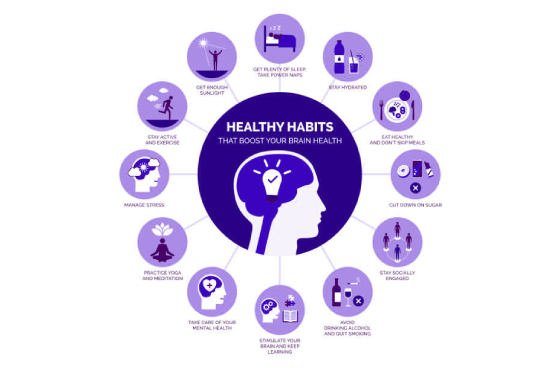 HEALTHY HABITS
THAT BOOST YOUR BRAIN HEALTH
z z Z
GET PLENTY OF SLEEP,
TAKE POWER NAPS
STAY HYDRATED
EAT HEALTHY
AND DON'T SKIP MEALS
CUT DOWN ON SUGAR
STAY SOCIALLY
ENGAGED
AVOID
DRINKING ALCOHOL
AND QUIT SMOKING
STIMULATE YOUR
BRAIN AND KEEP
LEARNING
TAKE CARE OF YOUR
MENTAL HEALTH
PRACTICE YOGA
AND MEDITATION
MANAGE STRESS
STAY ACTIVE
AND EXERCISE
GET ENOUGH
SUNLIGHT